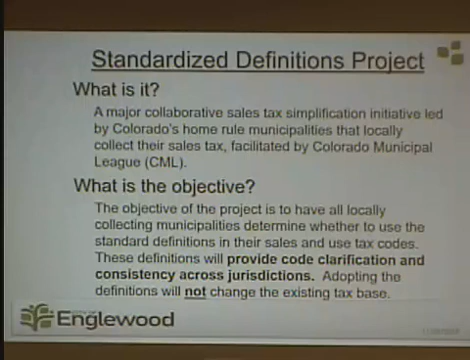 Standardized Definitions Project
What is it?
A major collaborative sales tax simplification initiative led
by Colorado's home rule municipalities that locally
collect their sales tax, facilitated by Colorado Municipal
League (CML).
What is the objective?
The objective of the project is to have all locally
collecting municipalities determine whether to use the
standard definitions in their sales and use tax codes.
These definitions will provide code clarification and
consistency across jurisdictions. Adopting the
definitions will not change the existing tax base.
Englewood